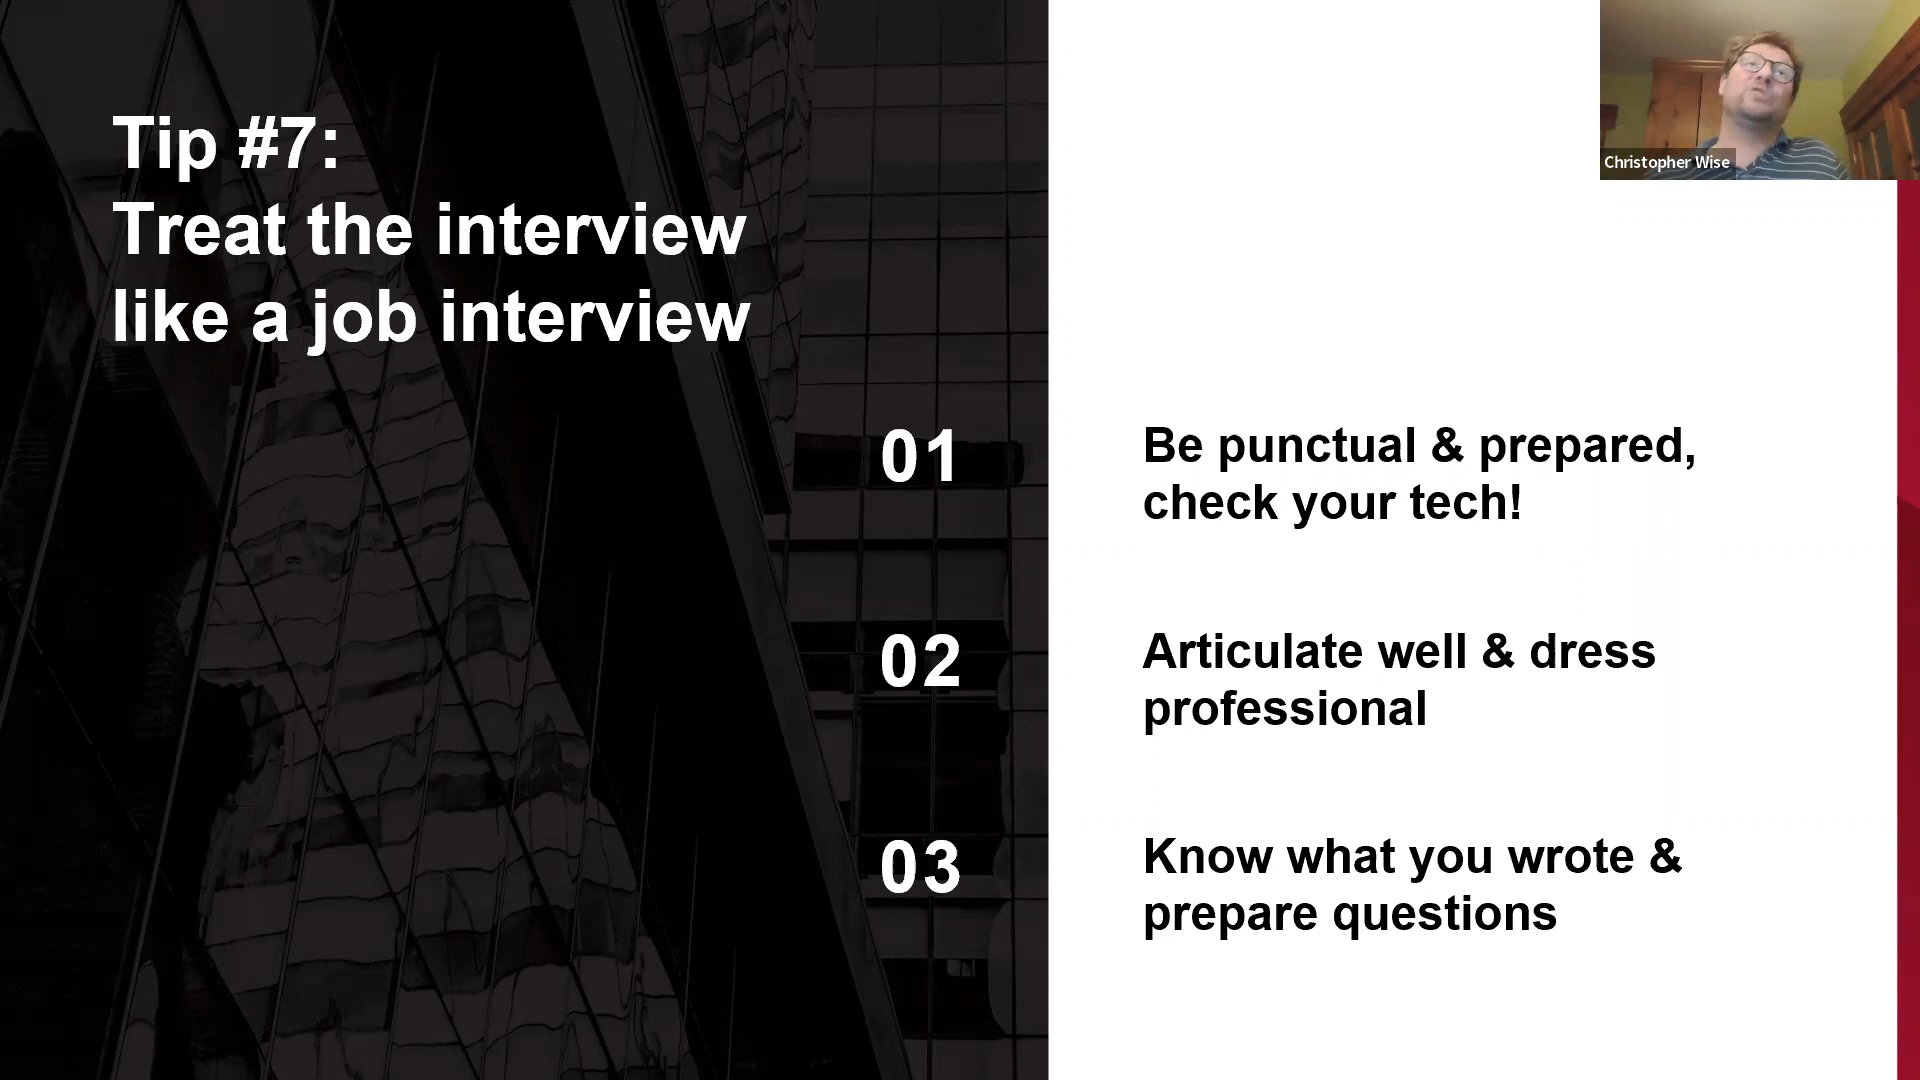 Tip #7:
Treat the interview
like a job interview
01
Be punctual & prepared,
check your tech!
02
Articulate well & dress
professional
03
Know what you wrote &
prepare questions
Christopher Wise